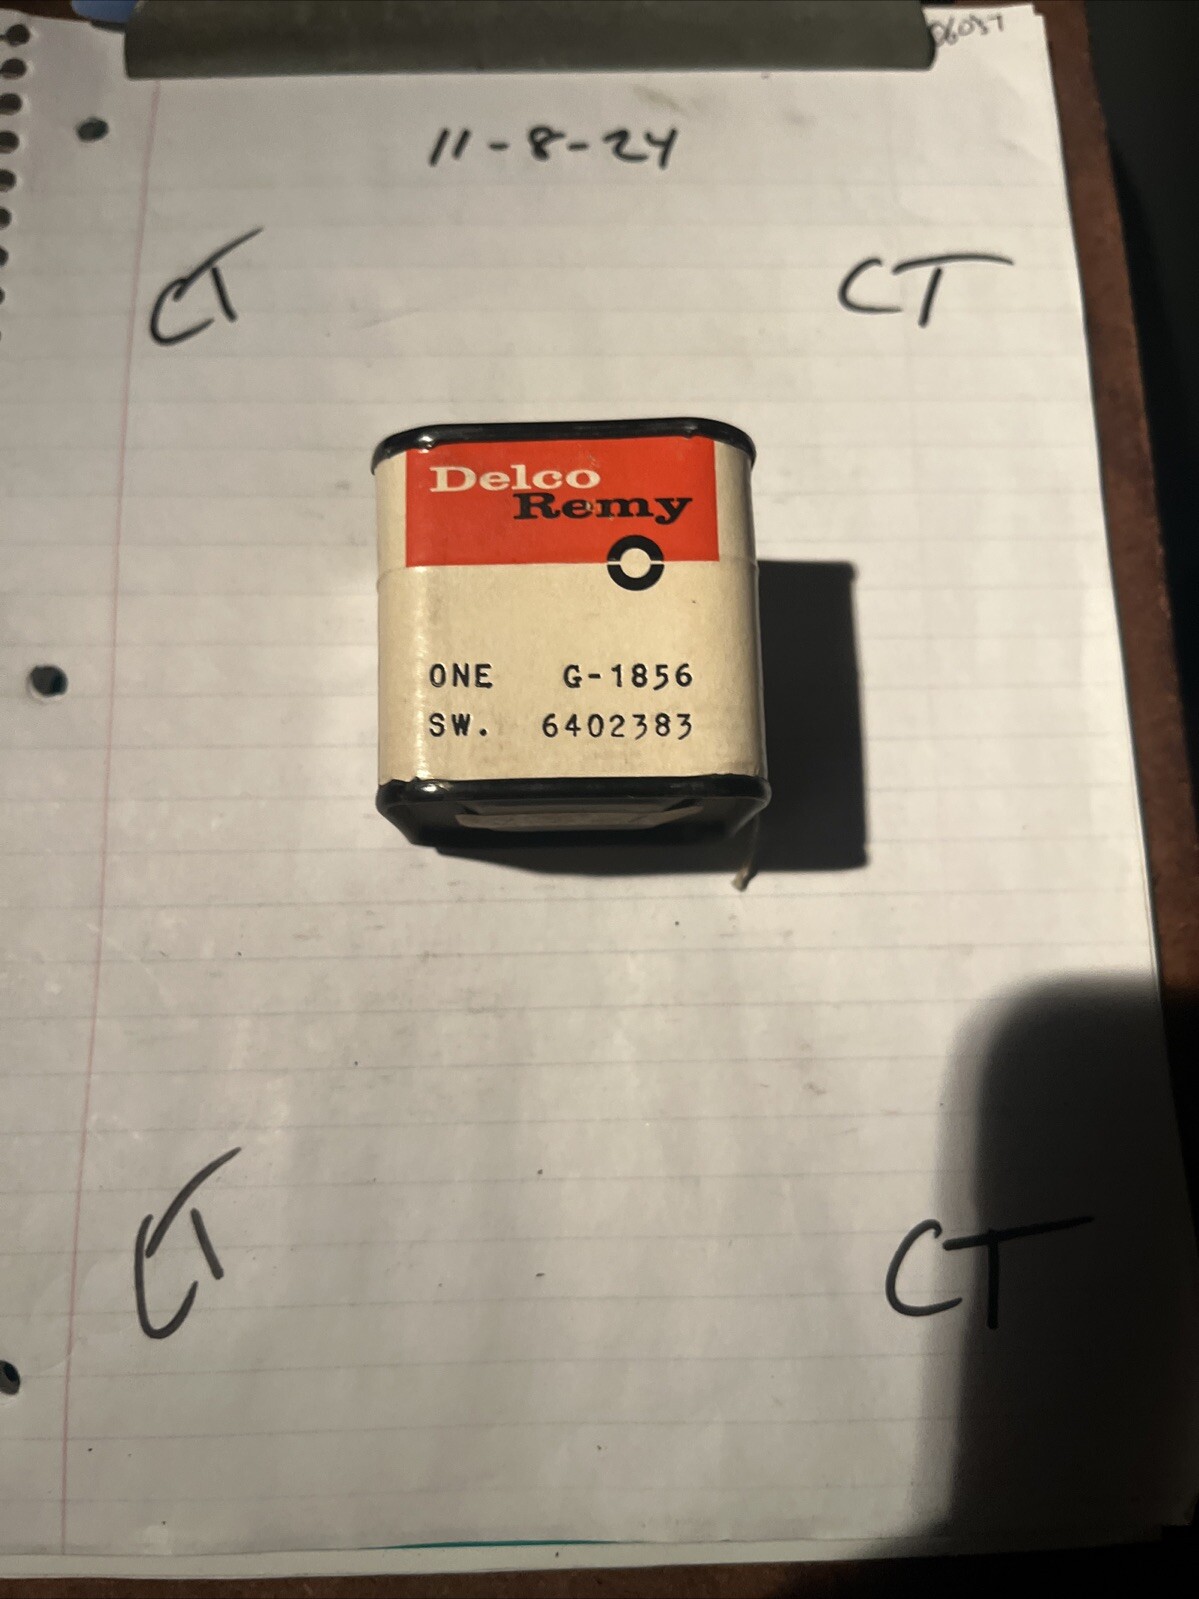 11-8-24
CT CT
Delco
Remy
ONE G-1856
SW. 6402383
CT CT